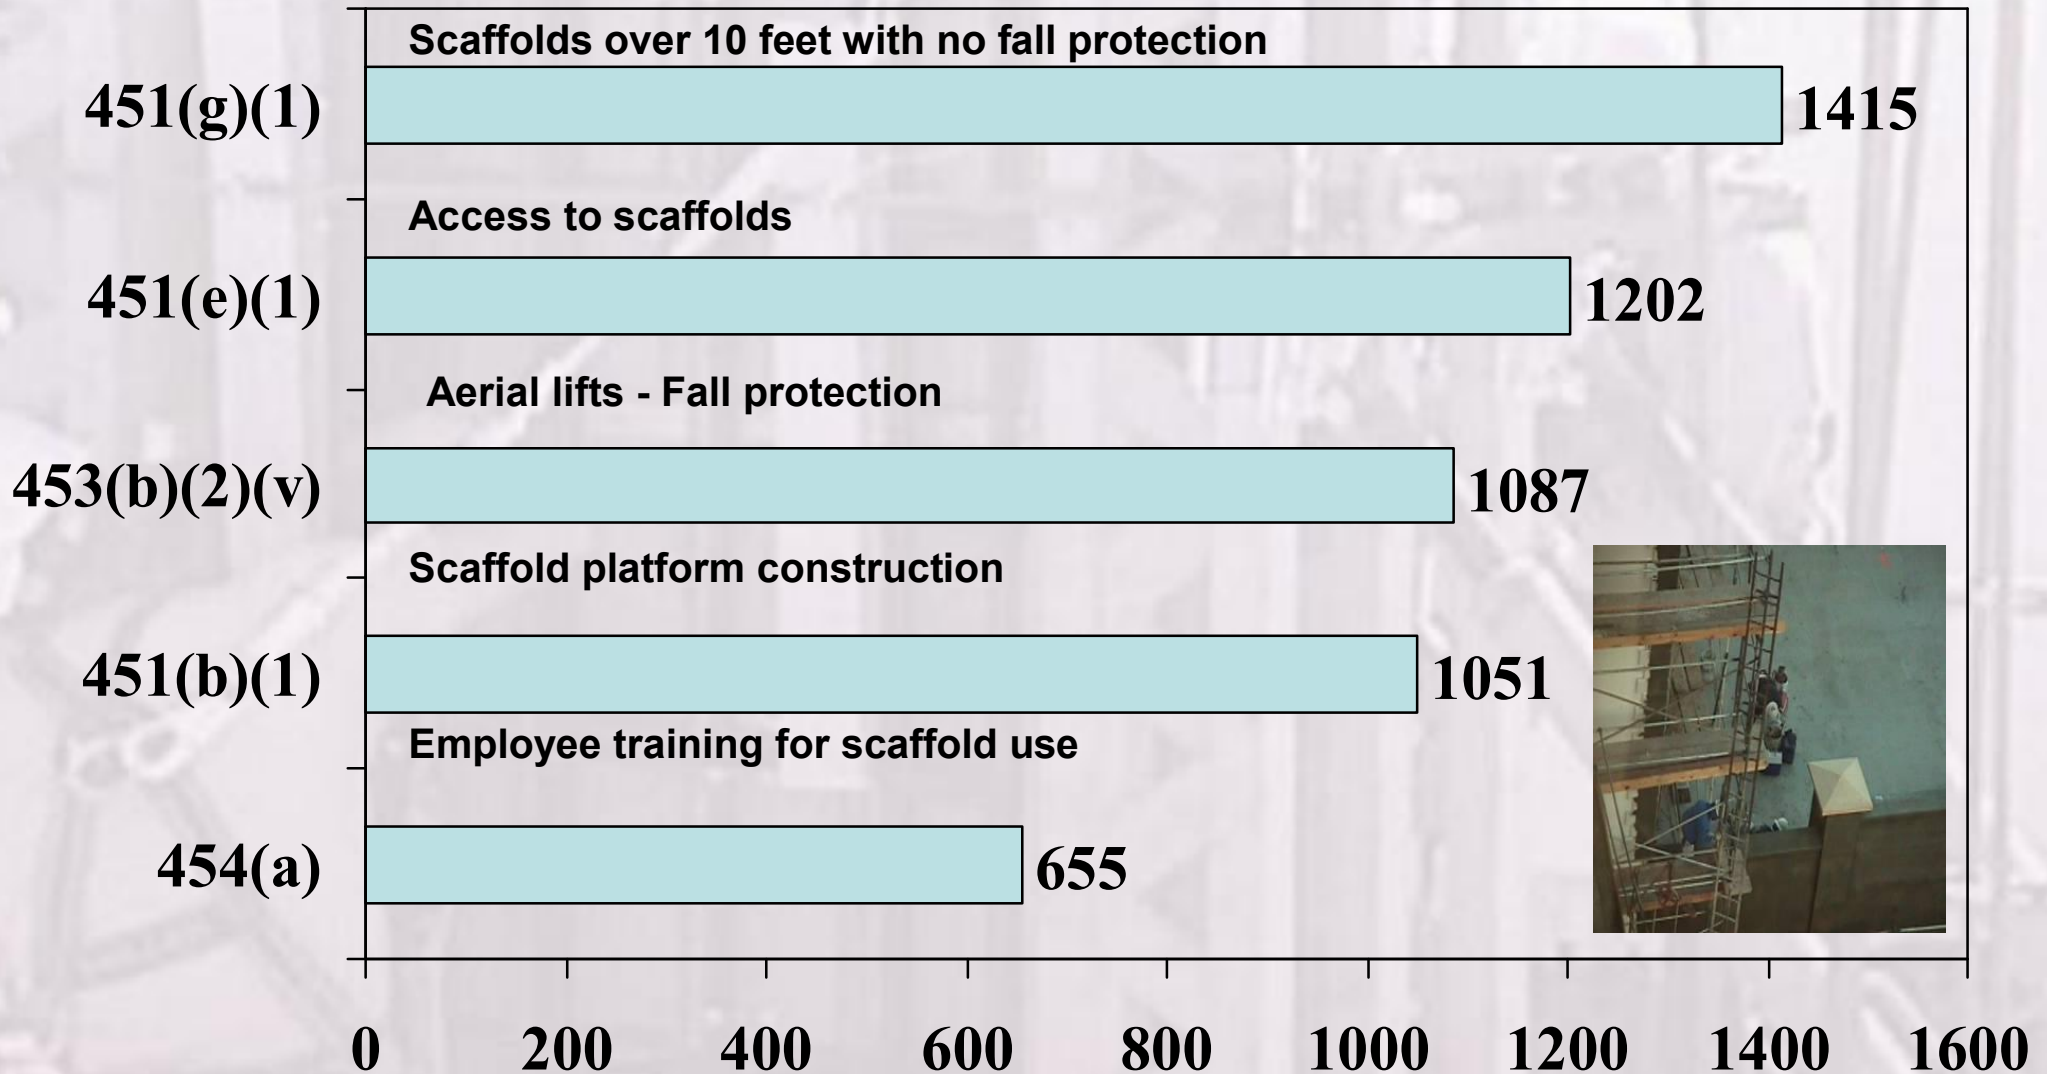 Scaffolds over 10 feet with no fall protection
451(g)(1) 1415
Access to scaffolds
451(e)(1) 1202
Aerial lifts - Fall protection
453(b)(2)(v) 1087
Scaffold platform construction
451(b)(1) 1051
Employee training for scaffold use
454(a) 655
0 200 400 600 800 1000 1200 1400 1600